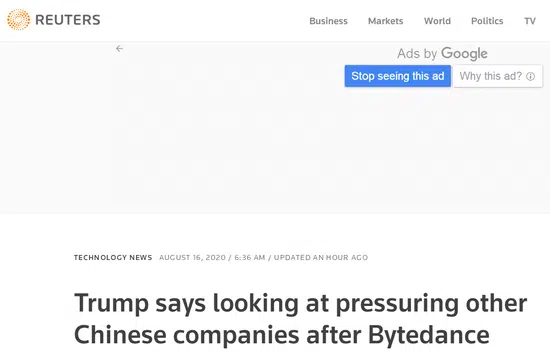 REUTERS Business Markets World Politics TV
Ads by Google
Stop seeing this ad Why this ad?
TECHNOLOGY NEWS AUGUST 16, 2020 / 6:36 AM / UPDATED AN HOUR AGO
Trump says looking at pressuring other
Chinese companies after Bytedance